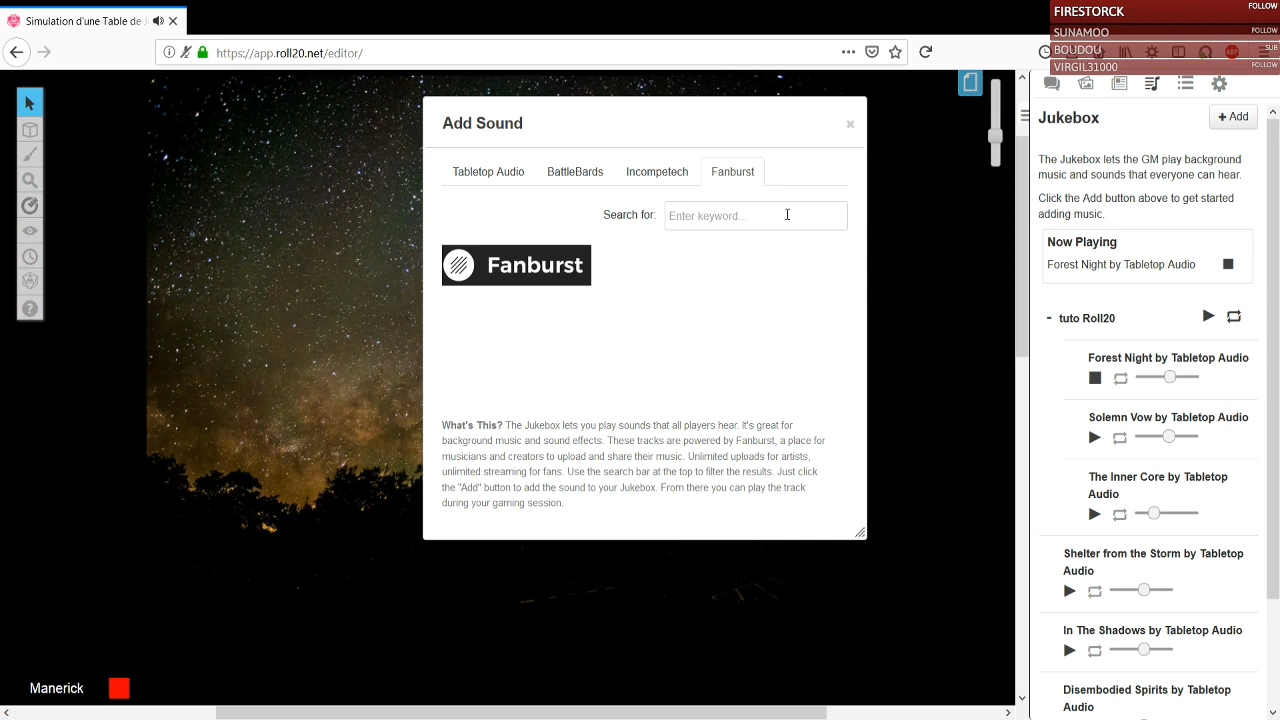 Simulation d'une Table de J
FIRESTORCK FOLLOW
SUNAMOO FOLLOW
BOUDOU SUB
VIRGIL31000 FOLLOW
https://app.roll20.net/editor/
Add Sound
Tabletop Audio BattleBards Incompetech Fanburst
Search for: Enter keyword...
Fanburst
What's This? The Jukebox lets you play sounds that all players hear. It's great for
background music and sound effects. These tracks are powered by Fanburst, a place for
musicians and creators to upload and share their music. Unlimited uploads for artists,
unlimited streaming for fans. Use the search bar at the top to filter the results. Just click
the "Add" button to add the sound to your Jukebox. From there you can play the track
during your gaming session.
Manerick
Jukebox + Add
The Jukebox lets the GM play background
music and sounds that everyone can hear.
Click the Add button above to get started
adding music.
Now Playing
Forest Night by Tabletop Audio
- tuto Roll20
Forest Night by Tabletop Audio
Solemn Vow by Tabletop Audio
The Inner Core by Tabletop
Audio
Shelter from the Storm by Tabletop
Audio
In The Shadows by Tabletop Audio
Disembodied Spirits by Tabletop
Audio